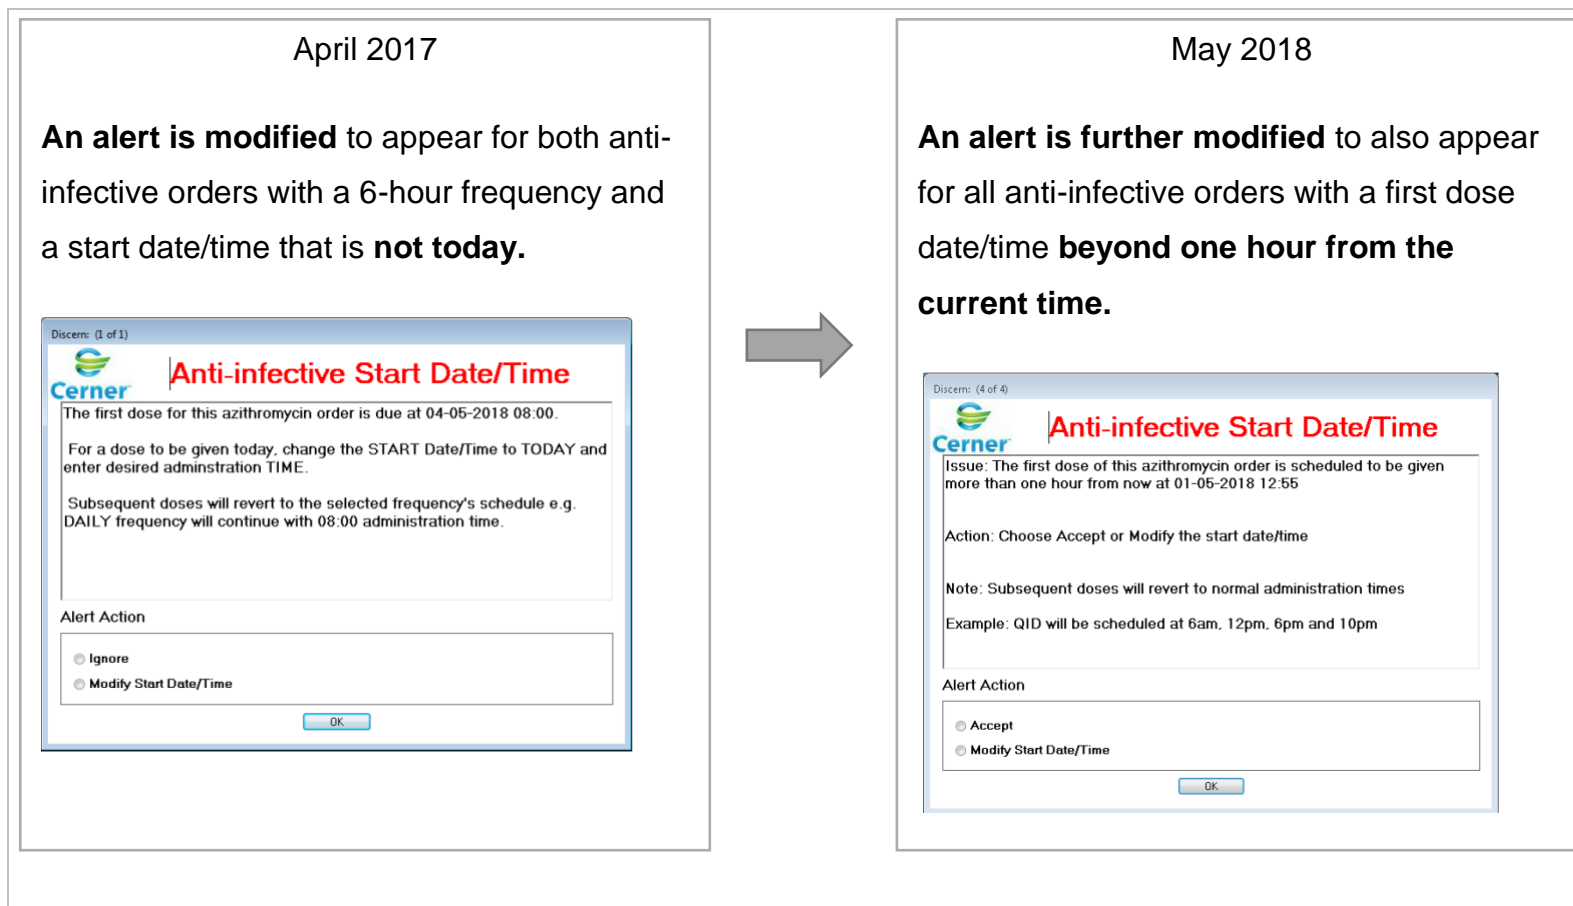 April 2017
An alert is modified to appear for both anti-
infective orders with a 6-hour frequency and
a start date/time that is not today.
Discern: (1 of 1)
Cerner
Anti-infective Start Date/Time
The first dose for this azithromycin order is due at 04-05-2018 08:00.
For a dose to be given today, change the START Date/Time to TODAY and
enter desired adminstration TIME.
Subsequent doses will revert to the selected frequency's schedule e.g.
DAILY frequency will continue with 08:00 administration time.
Alert Action
Ignore
Modify Start Date/Time
OK
May 2018
An alert is further modified to also appear
for all anti-infective orders with a first dose
date/time beyond one hour from the
current time.
Discern: (4 of 4)
Cerner
Anti-infective Start Date/Time
Issue: The first dose of this azithromycin order is scheduled to be given
more than one hour from now at 01-05-2018 12:55
Action: Choose Accept or Modify the start date/time
Note: Subsequent doses will revert to normal administration times
Example: QID will be scheduled at 6am, 12pm, 6pm and 10pm
Alert Action
Accept
Modify Start Date/Time
OK